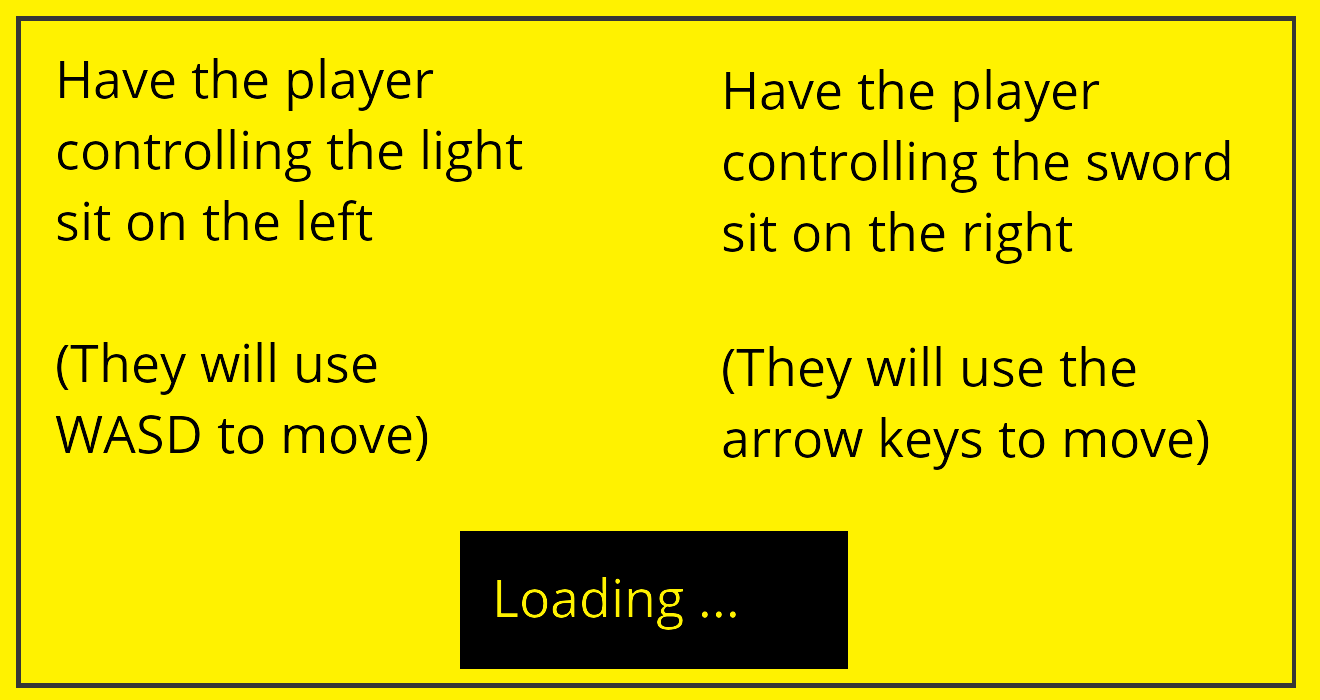 Have the player
controlling the light
sit on the left
(They will use
WASD to move)
Have the player
controlling the sword
sit on the right
(They will use the
arrow keys to move)
Loading ...